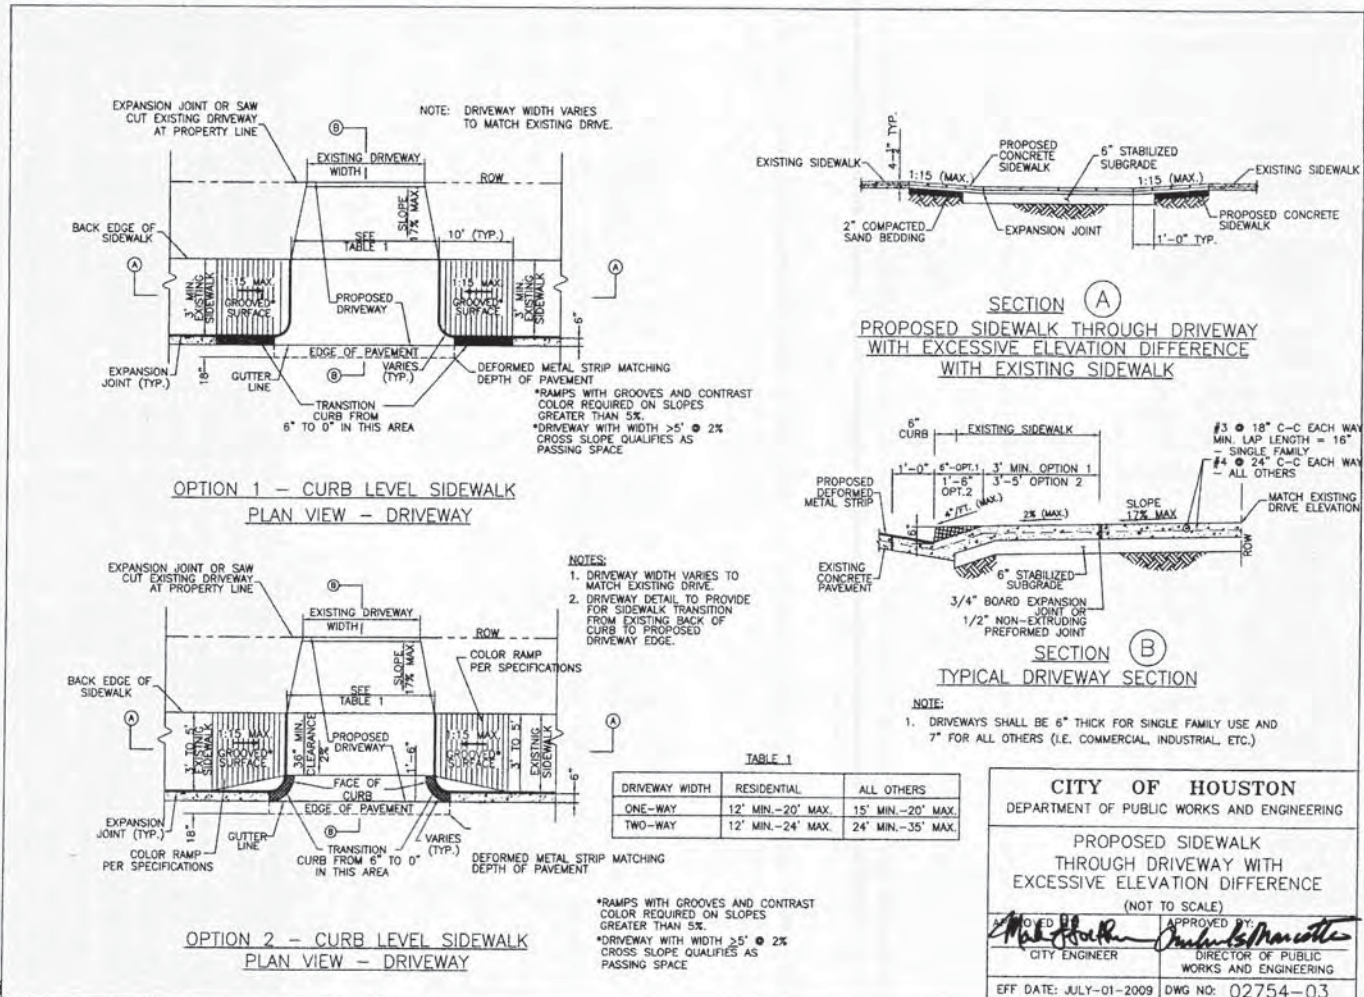 EXPANSION JOINT OR SAW
CUT EXISTING DRIVEWAY
AT PROPERTY LINE
NOTE: DRIVEWAY WIDTH VARIES
TO MATCH EXISTING DRIVE.
B
EXISTING DRIVEWAY
WIDTH
ROW
SLOPE
17% MAX.
BACK EDGE OF
SIDEWALK
SEE
TABLE 1
10' (TYP.)
A
A
3' MIN.
EXISTING
SIDEWALK
1:15 MAX.
GROOVED*
SURFACE
PROPOSED
DRIVEWAY
1:15 MAX.
GROOVED*
SURFACE
3' MIN.
EXISTING
SIDEWALK
6"
EXPANSION
JOINT (TYP.)
18"
GUTTER
LINE
EDGE OF PAVEMENT
B
VARIES
(TYP.)
DEFORMED METAL STRIP MATCHING
DEPTH OF PAVEMENT
TRANSITION
CURB FROM
6" TO 0" IN THIS AREA
*RAMPS WITH GROOVES AND CONTRAST
COLOR REQUIRED ON SLOPES
GREATER THAN 5%.
*DRIVEWAY WITH WIDTH >5' @ 2%
CROSS SLOPE QUALIFIES AS
PASSING SPACE
OPTION 1 – CURB LEVEL SIDEWALK
PLAN VIEW – DRIVEWAY
EXPANSION JOINT OR SAW
CUT EXISTING DRIVEWAY
AT PROPERTY LINE
B
EXISTING DRIVEWAY
WIDTH
ROW
NOTES:
1. DRIVEWAY WIDTH VARIES TO
MATCH EXISTING DRIVE.
2. DRIVEWAY DETAIL TO PROVIDE
FOR SIDEWALK TRANSITION
FROM EXISTING BACK OF
CURB TO PROPOSED
DRIVEWAY EDGE.
COLOR RAMP
PER SPECIFICATIONS
SLOPE
17% MAX.
BACK EDGE OF
SIDEWALK
SEE
TABLE 1
A
A
3' TO 5'
EXISTING
SIDEWALK
1:15 MAX.
GROOVED*
SURFACE
36" MIN.
CLEARANCE
2%
PROPOSED
DRIVEWAY
1'-6"
1:15 MAX.
GROOVED*
SURFACE
3' TO 5'
EXISTNIG
SIDEWALK
6"
FACE OF
CURB
EDGE OF PAVEMENT
EXPANSION
JOINT (TYP.)
18"
GUTTER
LINE
B
VARIES
(TYP.)
COLOR RAMP
PER SPECIFICATIONS
TRANSITION
CURB FROM 6" TO 0"
IN THIS AREA
DEFORMED METAL STRIP MATCHING
DEPTH OF PAVEMENT
*RAMPS WITH GROOVES AND CONTRAST
COLOR REQUIRED ON SLOPES
GREATER THAN 5%.
*DRIVEWAY WITH WIDTH ≥5' @ 2%
CROSS SLOPE QUALIFIES AS
PASSING SPACE
OPTION 2 – CURB LEVEL SIDEWALK
PLAN VIEW – DRIVEWAY
4-½" TYP.
EXISTING SIDEWALK
PROPOSED
CONCRETE
SIDEWALK
6" STABILIZED
SUBGRADE
EXISTING SIDEWALK
1:15 (MAX.)
1:15 (MAX.)
2" COMPACTED
SAND BEDDING
EXPANSION JOINT
PROPOSED CONCRETE
SIDEWALK
1'-0" TYP.
SECTION A
PROPOSED SIDEWALK THROUGH DRIVEWAY
WITH EXCESSIVE ELEVATION DIFFERENCE
WITH EXISTING SIDEWALK
6"
CURB
EXISTING SIDEWALK
#3 @ 18" C-C EACH WAY
MIN. LAP LENGTH = 16"
– SINGLE FAMILY
#4 @ 24" C-C EACH WAY
– ALL OTHERS
1'-0"
6"-OPT.1
1'-6"
OPT.2
3' MIN. OPTION 1
3'-5' OPTION 2
PROPOSED
DEFORMED
METAL STRIP
4"/FT. (MAX.)
2% (MAX.)
SLOPE
17% MAX
MATCH EXISTING
DRIVE ELEVATION
6"
ROW
EXISTING
CONCRETE
PAVEMENT
6" STABILIZED
SUBGRADE
3/4" BOARD EXPANSION
JOINT OR
1/2" NON-EXTRUDING
PREFORMED JOINT
SECTION B
TYPICAL DRIVEWAY SECTION
NOTE:
1. DRIVEWAYS SHALL BE 6" THICK FOR SINGLE FAMILY USE AND
7" FOR ALL OTHERS (I.E. COMMERCIAL, INDUSTRIAL, ETC.)
TABLE 1
DRIVEWAY WIDTH RESIDENTIAL ALL OTHERS
ONE-WAY 12' MIN.-20' MAX. 15' MIN.-20' MAX.
TWO-WAY 12' MIN.-24' MAX. 24' MIN.-35' MAX.
CITY OF HOUSTON
DEPARTMENT OF PUBLIC WORKS AND ENGINEERING
PROPOSED SIDEWALK
THROUGH DRIVEWAY WITH
EXCESSIVE ELEVATION DIFFERENCE
(NOT TO SCALE)
APPROVED BY:
CITY ENGINEER
DIRECTOR OF PUBLIC
WORKS AND ENGINEERING
EFF DATE: JULY-01-2009 DWG NO: 02754-03